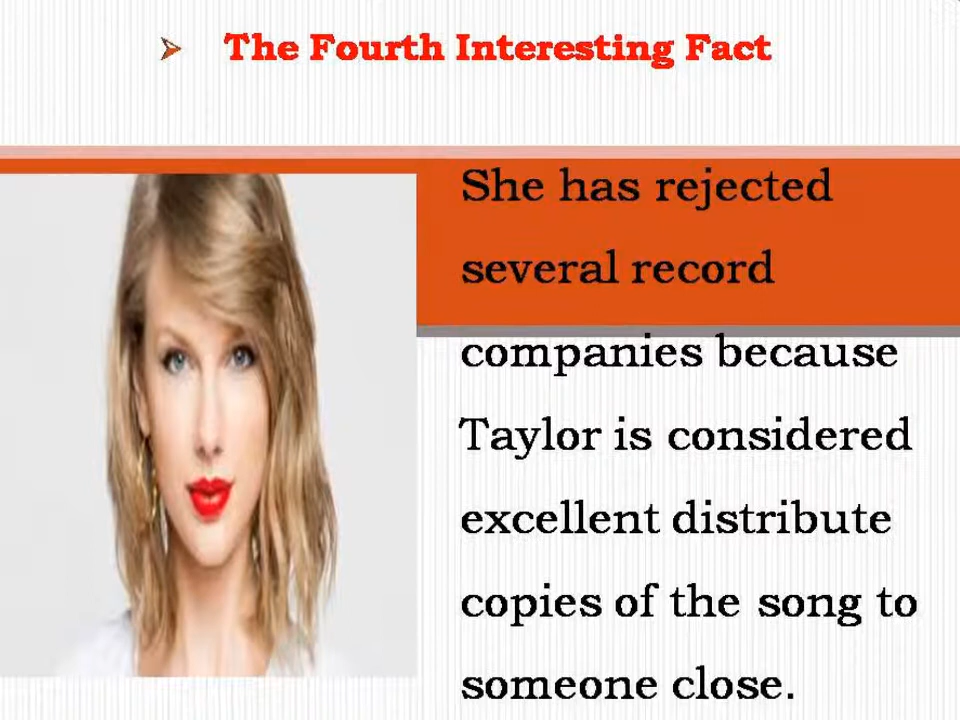 The Fourth Interesting Fact
She has rejected
several record
companies because
Taylor is considered
excellent distribute
copies of the song to
someone close.